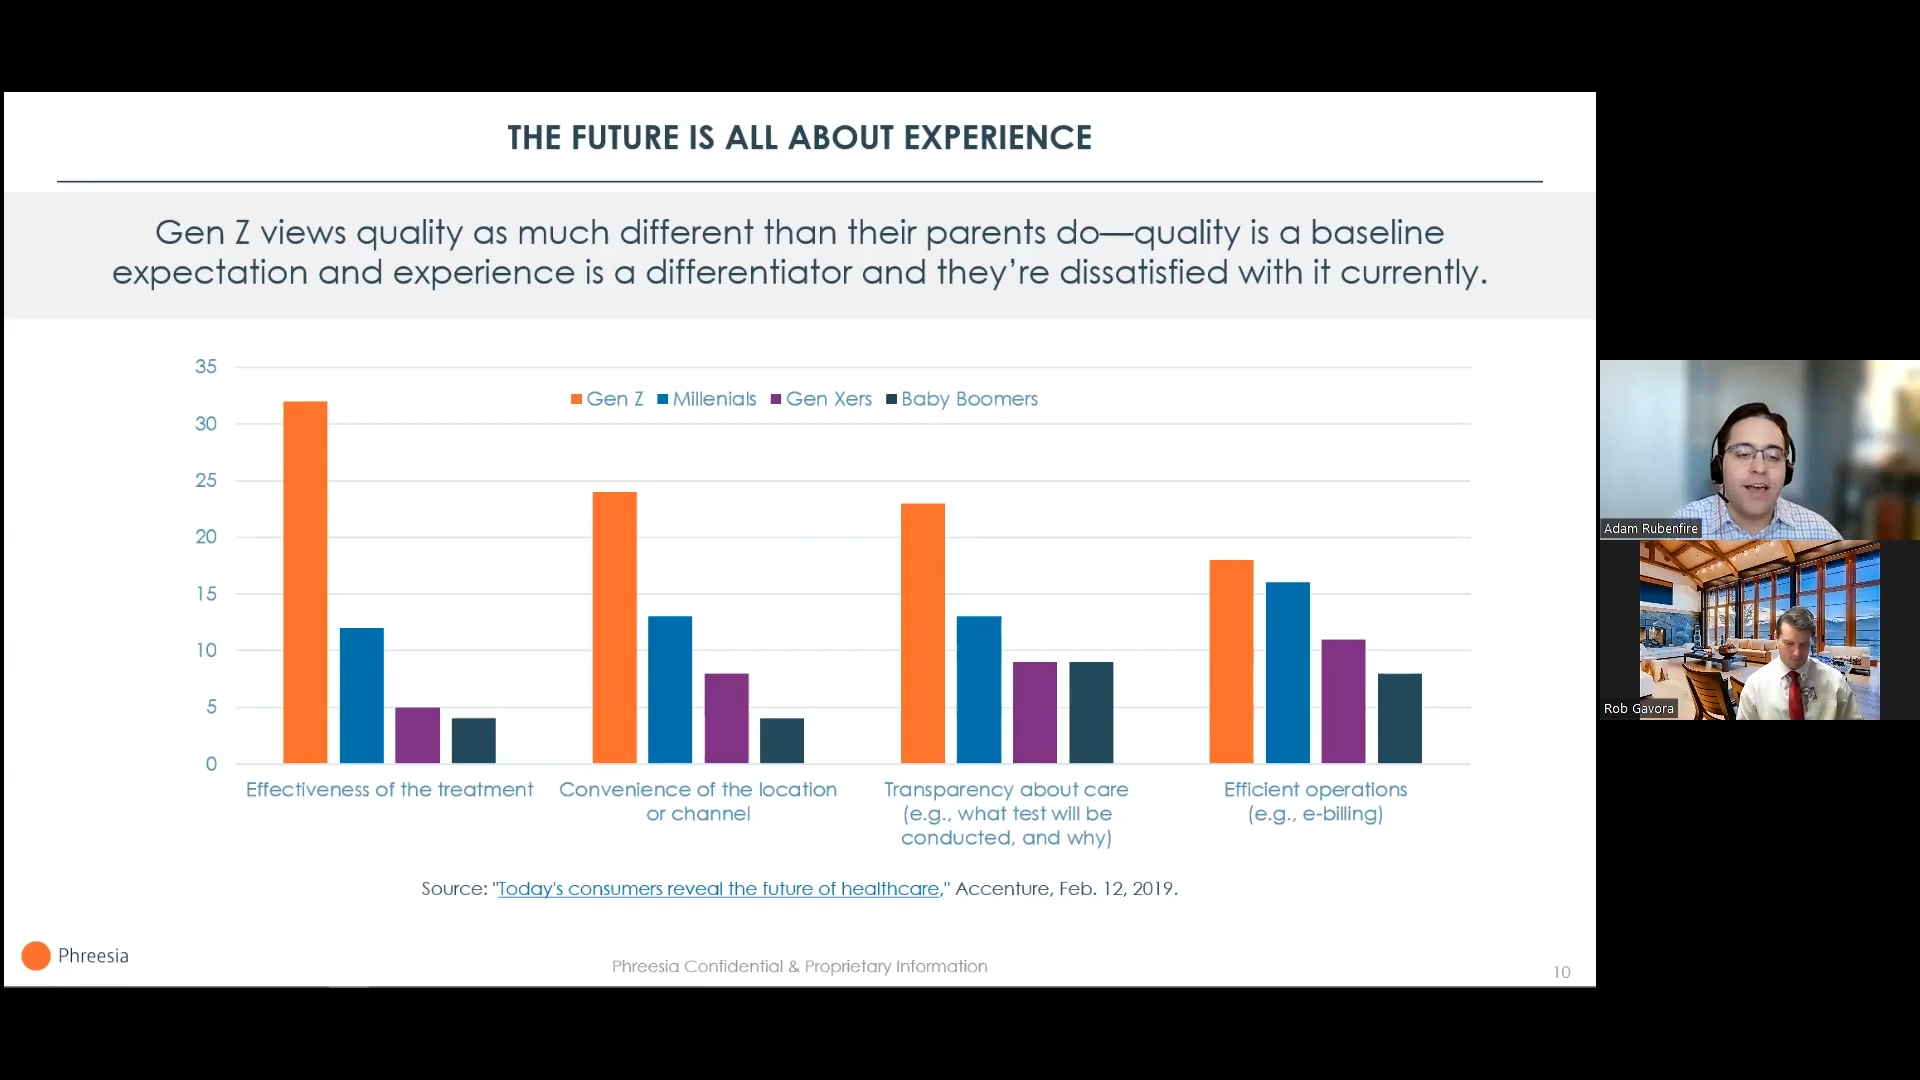 THE FUTURE IS ALL ABOUT EXPERIENCE
Gen Z views quality as much different than their parents do—quality is a baseline
expectation and experience is a differentiator and they’re dissatisfied with it currently.
35
30
25
20
15
10
5
0
Gen Z Millenials Gen Xers Baby Boomers
Effectiveness of the treatment
Convenience of the location
or channel
Transparency about care
(e.g., what test will be
conducted, and why)
Efficient operations
(e.g., e-billing)
Source: "Today's consumers reveal the future of healthcare," Accenture, Feb. 12, 2019.
Phreesia
Phreesia Confidential & Proprietary Information
10
Adam Rubenfire
Rob Gavora